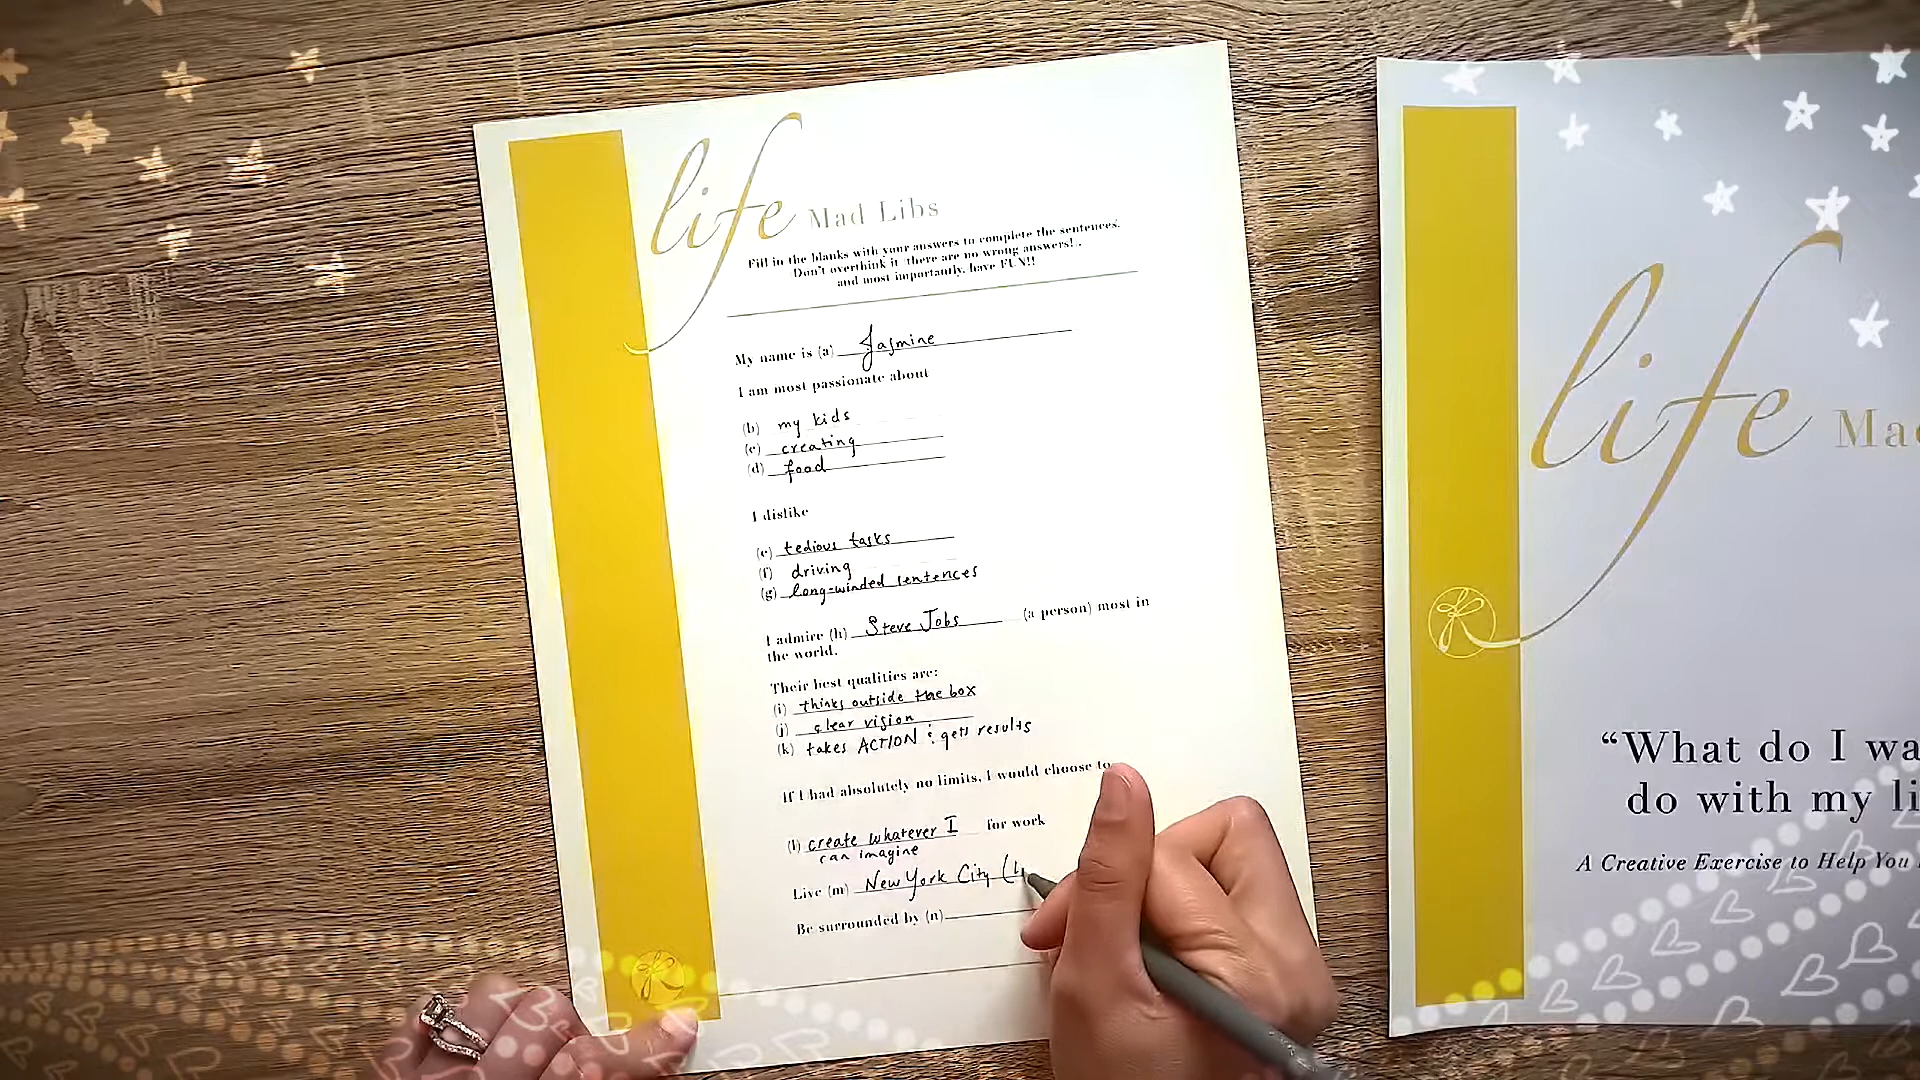 life Mad Libs
Fill in the blanks with your answers to complete the sentences.
Don't overthink it there are no wrong answers!
and most importantly, have FUN!!
My name is (a) Jasmine
I am most passionate about
(b) my kids
(c) creating
(d) food
I dislike
(e) tedious tasks
(f) driving
(g) long-winded sentences
I admire (h) Steve Jobs (a person) most in
the world.
Their best qualities are:
(i) thinks outside the box
(j) clear vision
(k) takes ACTION & gets results
If I had absolutely no limits, I would choose to
(l) create whatever I for work
can imagine
Live (m) New York City (
Be surrounded by (n)
life Mad
"What do I wa
do with my li
A Creative Exercise to Help You